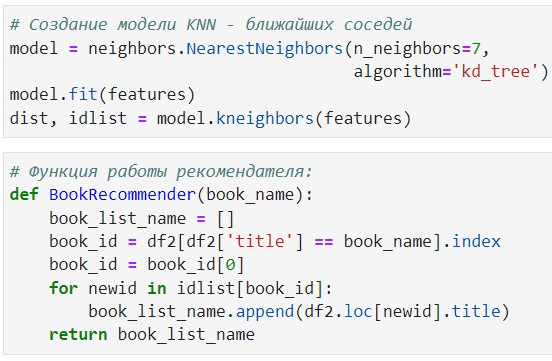 # Создание модели KNN - ближайших соседей
model = neighbors.NearestNeighbors(n_neighbors=7,
                                   algorithm='kd_tree')
model.fit(features)
dist, idlist = model.kneighbors(features)
# Функция работы рекомендателя:
def BookRecommender(book_name):
    book_list_name = []
    book_id = df2[df2['title'] == book_name].index
    book_id = book_id[0]
    for newid in idlist[book_id]:
        book_list_name.append(df2.loc[newid].title)
    return book_list_name